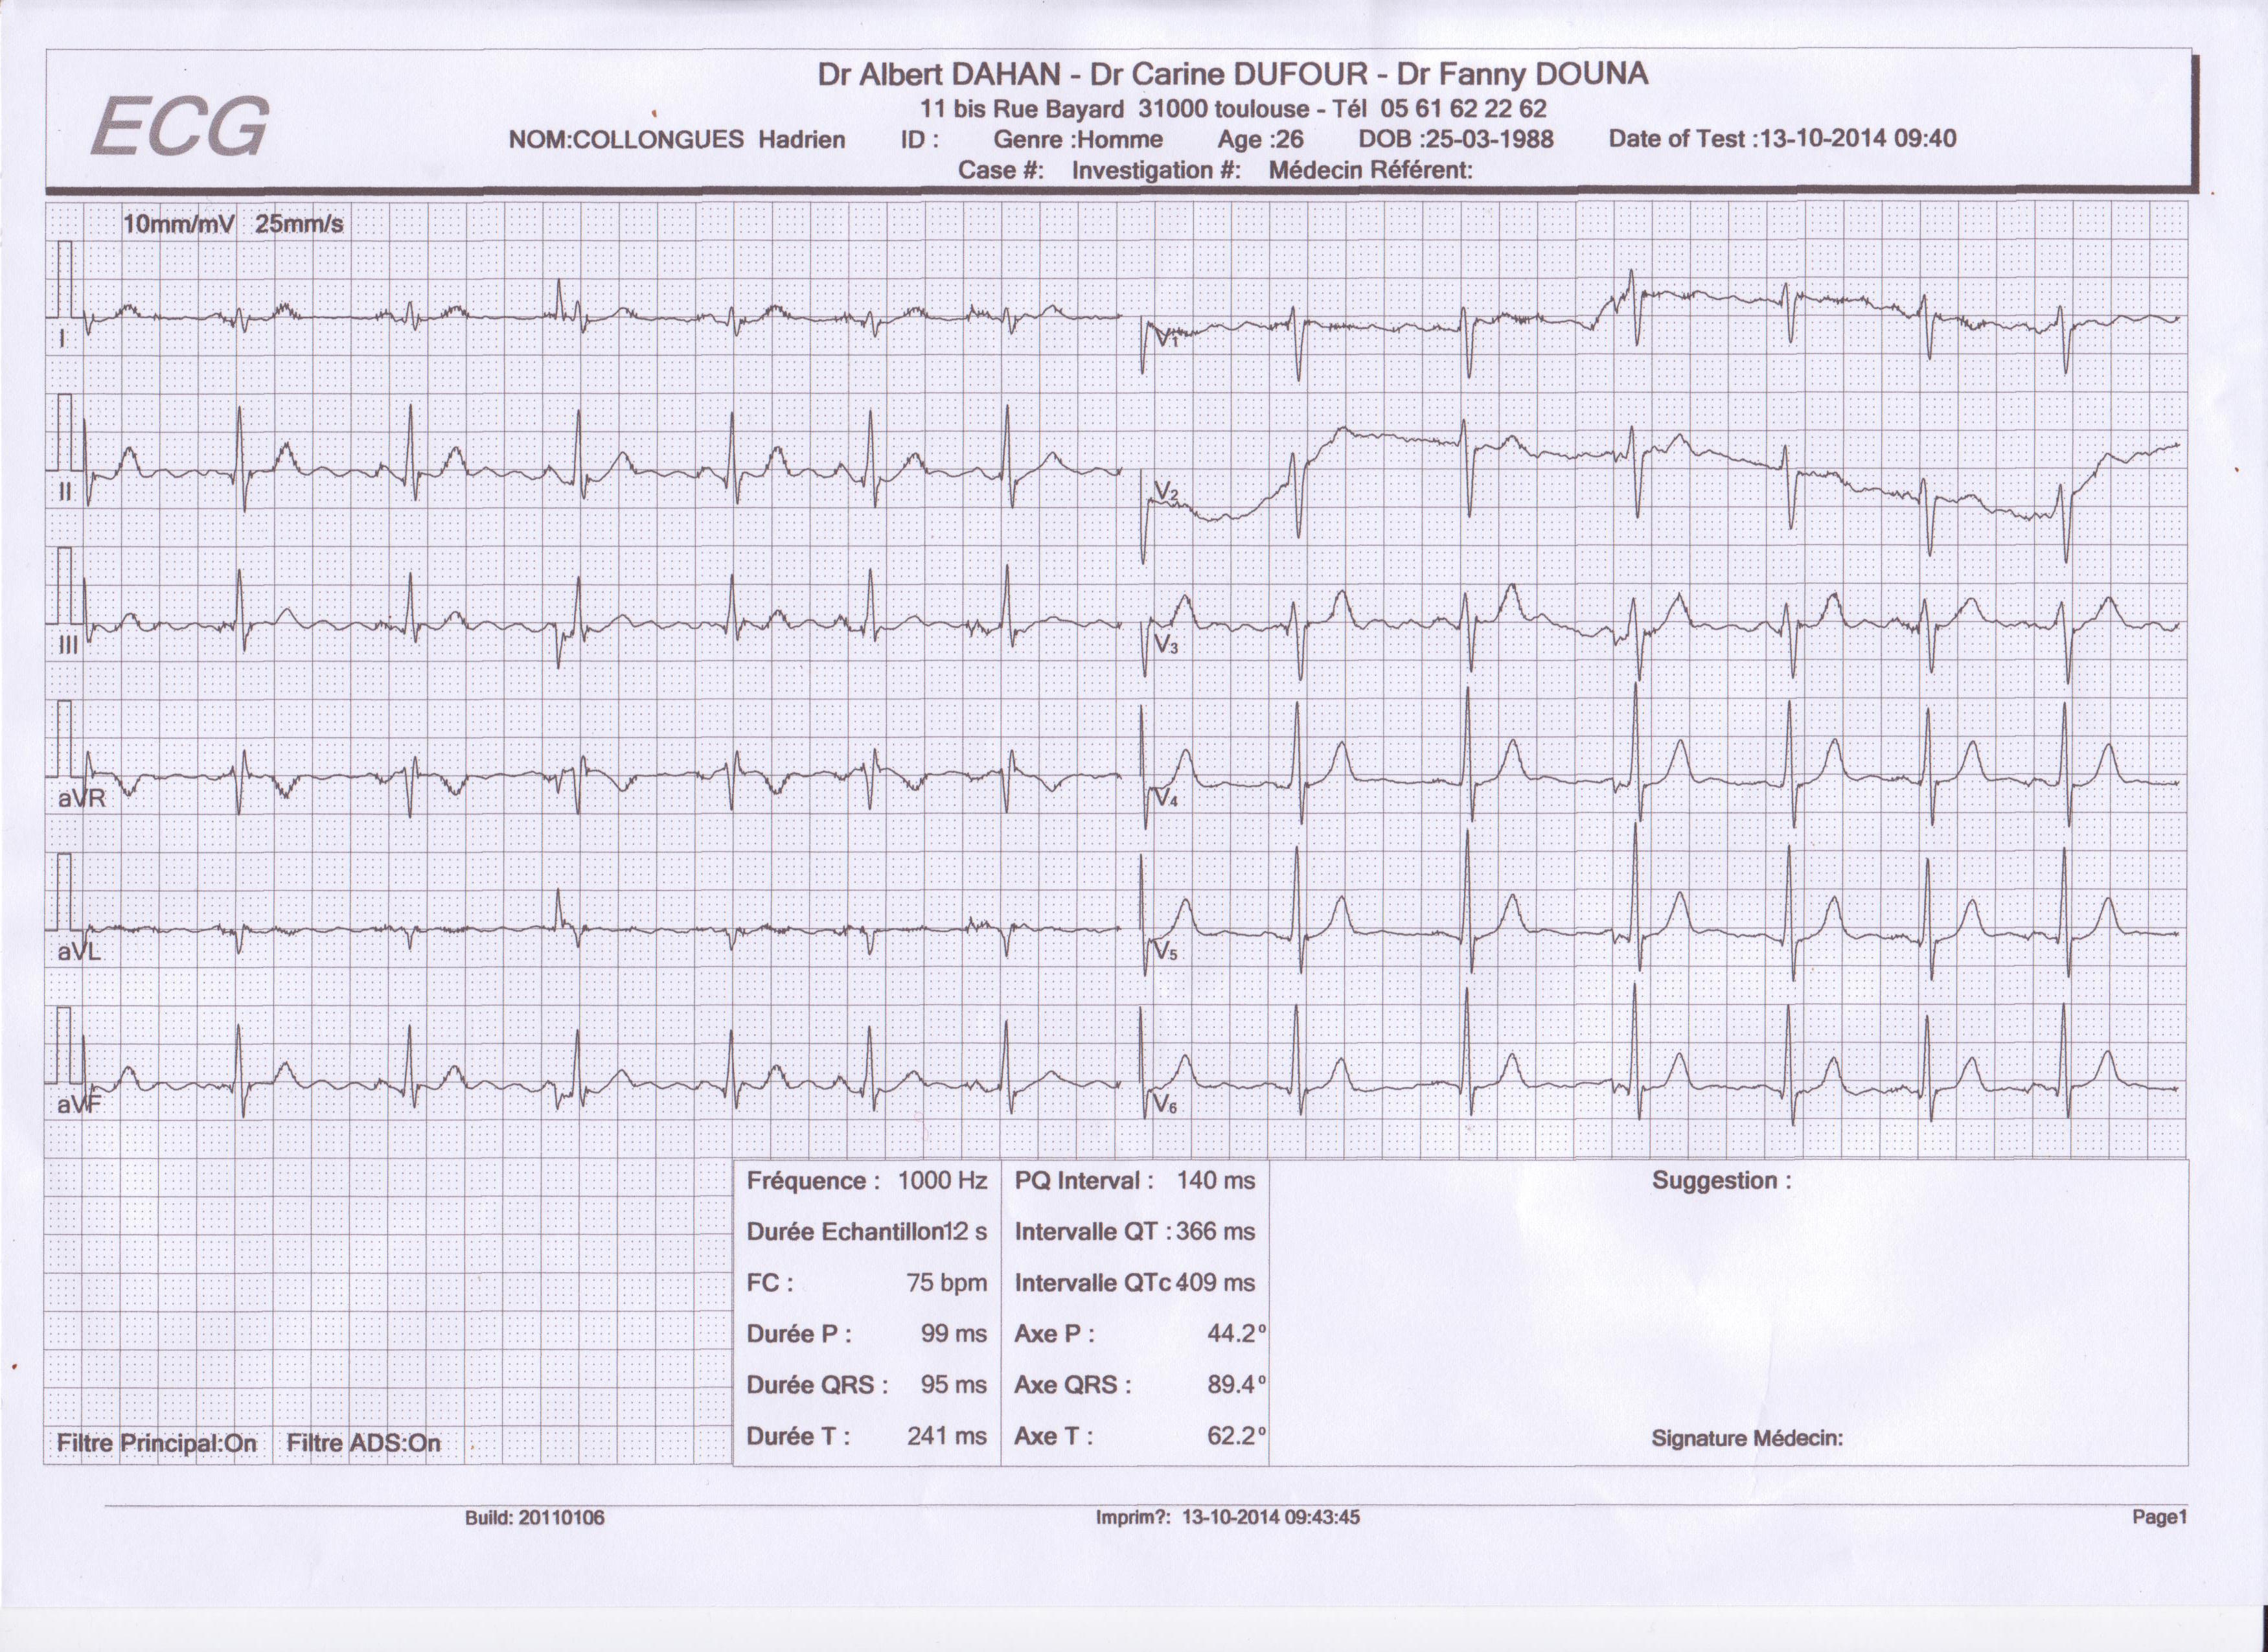 ECG
Dr Albert DAHAN - Dr Carine DUFOUR - Dr Fanny DOUNA
11 bis Rue Bayard 31000 toulouse - Tél 05 61 62 22 62
NOM:COLLONGUES Hadrien ID : Genre :Homme Age :26 DOB :25-03-1988 Date of Test :13-10-2014 09:40
Case #: Investigation #: Médecin Référent:
10mm/mV 25mm/s
I
II
III
aVR
aVL
aVF
V1
V2
V3
V4
V5
V6
Fréquence : 1000 Hz PQ Interval : 140 ms
Durée Echantillon12 s Intervalle QT : 366 ms
FC : 75 bpm Intervalle QTc 409 ms
Durée P : 99 ms Axe P : 44.2º
Durée QRS : 95 ms Axe QRS : 89.4º
Durée T : 241 ms Axe T : 62.2º
Suggestion :
Signature Médecin:
Filtre Principal:On Filtre ADS:On
Build: 20110106 Imprim?: 13-10-2014 09:43:45 Page1